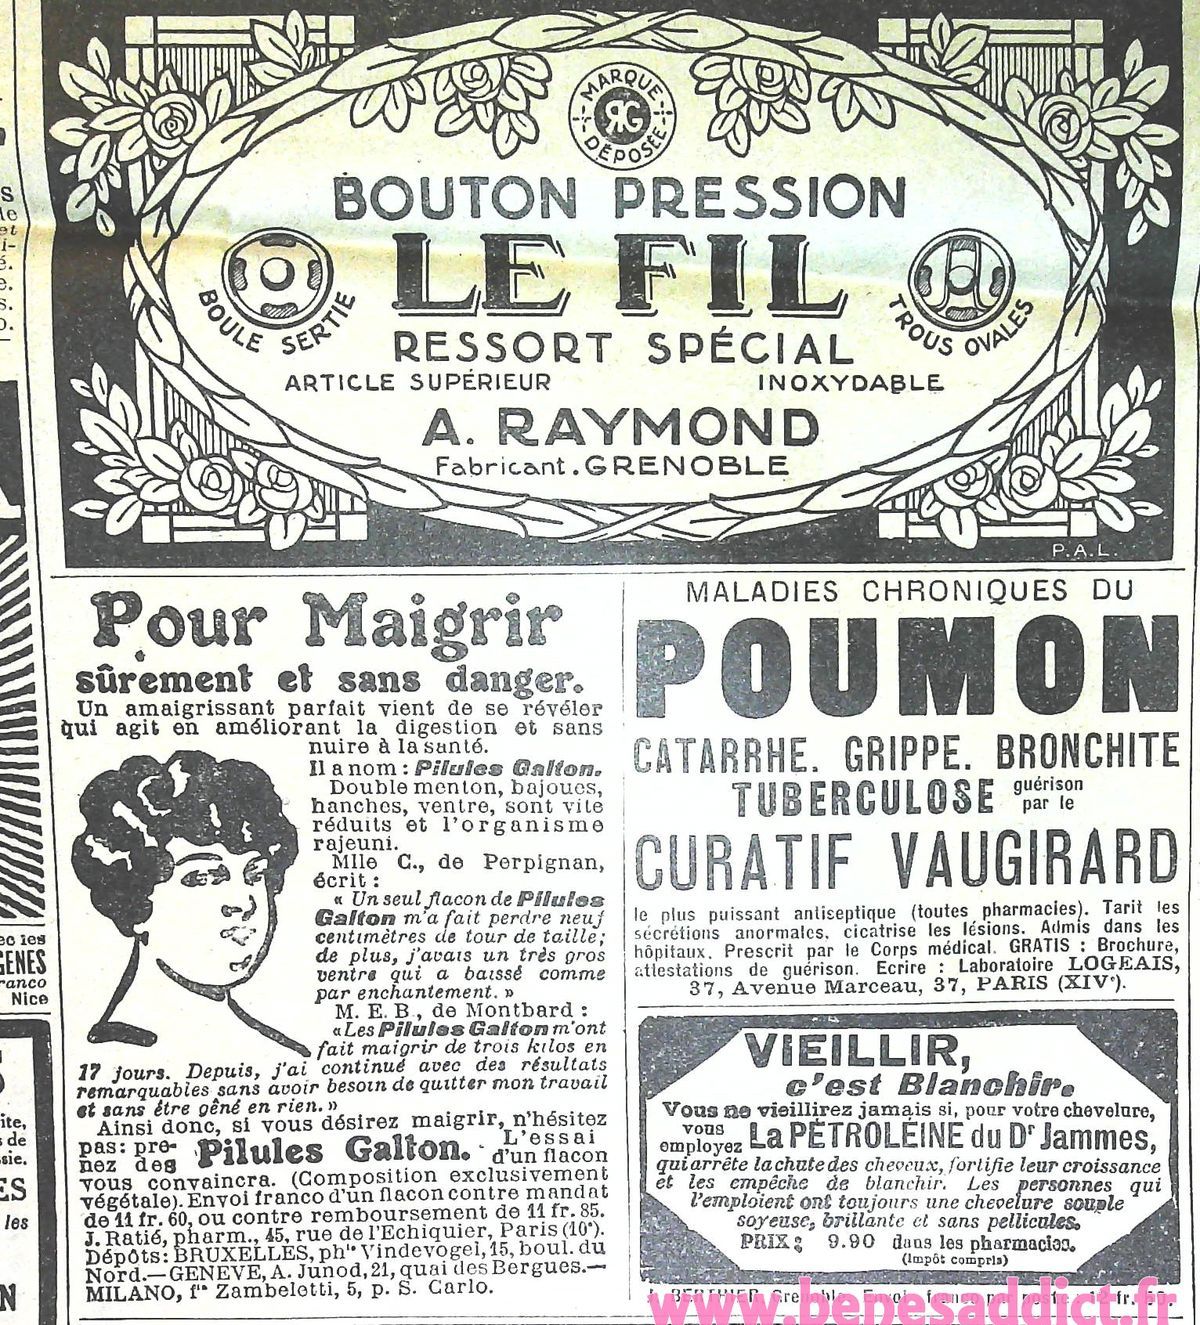 MARQUE
RG
DÉPOSÉE
BOUTON PRESSION
LE FIL
BOULE SERTIE
TROUS OVALES
RESSORT SPÉCIAL
ARTICLE SUPÉRIEUR INOXYDABLE
A. RAYMOND
Fabricant. GRENOBLE
P.A.L.
Pour Maigrir
sûrement et sans danger.
Un amaigrissant parfait vient de se révéler
qui agit en améliorant la digestion et sans
nuire à la santé.
Il a nom : Pilules Galton.
Double menton, bajoues,
hanches, ventre, sont vite
réduits et l'organisme
rajeuni.
Mlle C., de Perpignan,
écrit :
« Un seul flacon de Pilules
Galton m'a fait perdre neuf
centimètres de tour de taille;
de plus, j'avais un très gros
ventre qui a baissé comme
par enchantement. »
M. E. B., de Montbard :
«Les Pilules Galton m'ont
fait maigrir de trois kilos en
17 jours. Depuis, j'ai continué avec des résultats
remarquables sans avoir besoin de quitter mon travail
et sans être gêné en rien. »
Ainsi donc, si vous désirez maigrir, n'hésitez
pas: prenez des Pilules Galton. L'essai d'un flacon
vous convaincra. (Composition exclusivement
végétale). Envoi franco d'un flacon contre mandat
de 11 fr. 60, ou contre remboursement de 11 fr. 85.
J. Ratié, pharm., 45, rue de l'Echiquier, Paris (10e).
Dépôts: BRUXELLES, phie Vindevogel, 15, boul. du
Nord.— GENEVE, A. Junod, 21, quai des Bergues.—
MILANO, fia Zambeletti, 5, p. S. Carlo.
MALADIES CHRONIQUES DU
POUMON
CATARRHE. GRIPPE. BRONCHITE
TUBERCULOSE guérison par le
CURATIF VAUGIRARD
le plus puissant antiseptique (toutes pharmacies). Tarit les
sécrétions anormales, cicatrise les lésions. Admis dans les
hôpitaux. Prescrit par le Corps médical. GRATIS : Brochure,
attestations de guérison. Ecrire : Laboratoire LOGEAIS,
37, Avenue Marceau, 37, PARIS (XIVe).
VIEILLIR,
c'est Blanchir.
Vous ne vieillirez jamais si, pour votre chevelure,
vous employez La PÉTROLEINE du Dr Jammes,
qui arrête la chute des cheveux, fortifie leur croissance
et les empêche de blanchir. Les personnes qui
l'emploient ont toujours une chevelure souple
soyeuse, brillante et sans pellicules.
PRIX : 9.90 dans les pharmacies.
(Impôt compris)
BERTHIER, Grenoble. Envoi franco par poste
www.benesaddict.fr